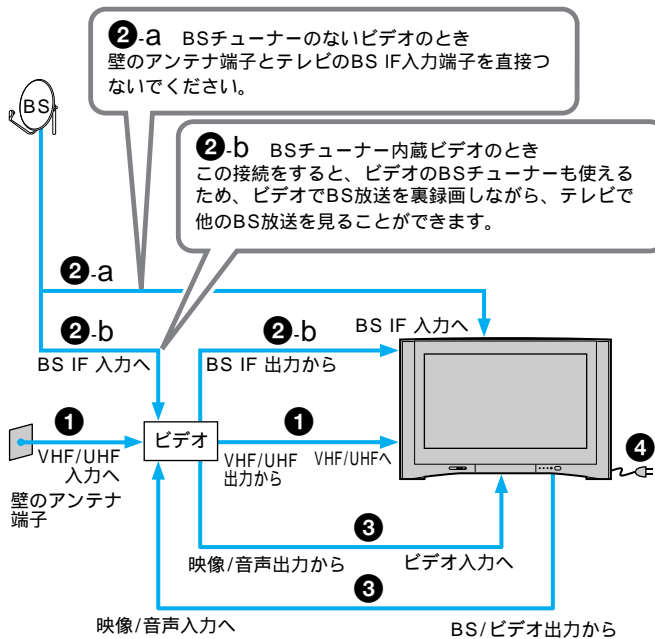 ❷-a BSチューナーのないビデオのとき
壁のアンテナ端子とテレビのBS IF入力端子を直接つ
ないでください。
BS
❷-b BSチューナー内蔵ビデオのとき
この接続をすると、ビデオのBSチューナーも使える
ため、ビデオでBS放送を裏録画しながら、テレビで
他のBS放送を見ることができます。
❷-a
❷-b
BS IF 入力へ
❷-b
BS IF 出力から
BS IF 入力へ
❶
VHF/UHF
入力へ
壁のアンテナ
端子
ビデオ
❶
VHF/UHF
出力から
VHF/UHFへ
❹
❸
映像/音声出力から
ビデオ入力へ
❸
映像/音声入力へ
BS/ビデオ出力から